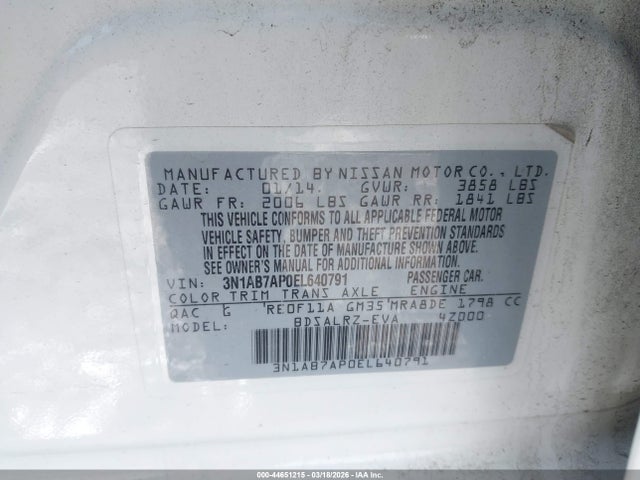 MANUFACTURED BY NISSAN MOTOR CO., LTD.
DATE: 01/14. GVWR: 3858 LBS
GAWR FR: 2006 LBS GAWR RR: 1841 LBS
THIS VEHICLE CONFORMS TO ALL APPLICABLE FEDERAL MOTOR
VEHICLE SAFETY, BUMPER AND THEFT PREVENTION STANDARDS
IN EFFECT ON THE DATE OF MANUFACTURE SHOWN ABOVE.
SEE OWNER'S MANUAL FOR ADDITIONAL INFORMATION.
VIN: 3N1AB7AP0EL640791 PASSENGER CAR.
COLOR TRIM TRANS AXLE ENGINE
QAC G RE0F11A GM35 MRA8DE 1798 CC
MODEL: BDSALRZ-EVA 4Z000
3N1AB7AP0EL640791
000-44651215 - 03/18/2026 - IAA Inc.